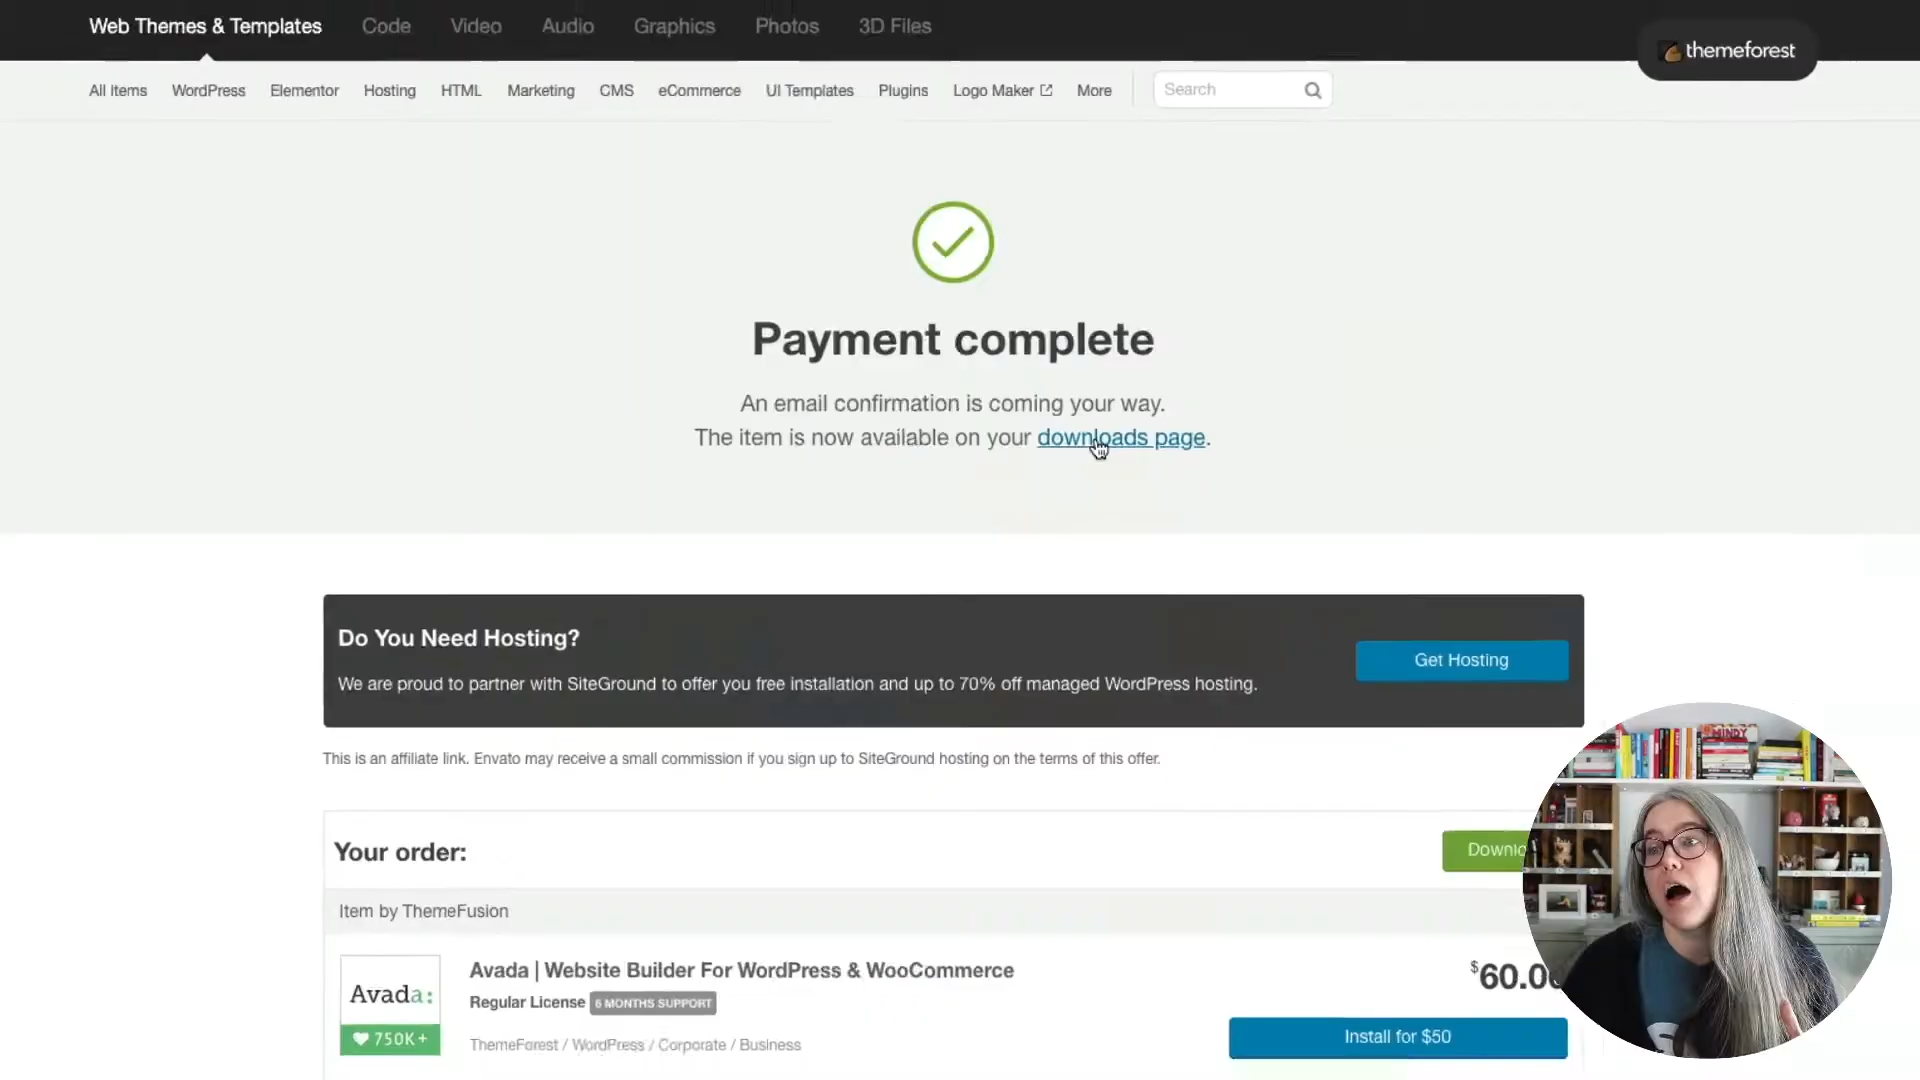 Web Themes & Templates Code Video Audio Graphics Photos 3D Files
themeforest
All Items WordPress Elementor Hosting HTML Marketing CMS eCommerce UI Templates Plugins Logo Maker More Search
Payment complete
An email confirmation is coming your way.
The item is now available on your downloads page.
Do You Need Hosting?
We are proud to partner with SiteGround to offer you free installation and up to 70% off managed WordPress hosting.
Get Hosting
This is an affiliate link. Envato may receive a small commission if you sign up to SiteGround hosting on the terms of this offer.
MINDY
Your order:
Item by ThemeFusion
Avada:
750K+
Avada | Website Builder For WordPress & WooCommerce
Regular License 6 MONTHS SUPPORT
ThemeForest / WordPress / Corporate / Business
Install for $50